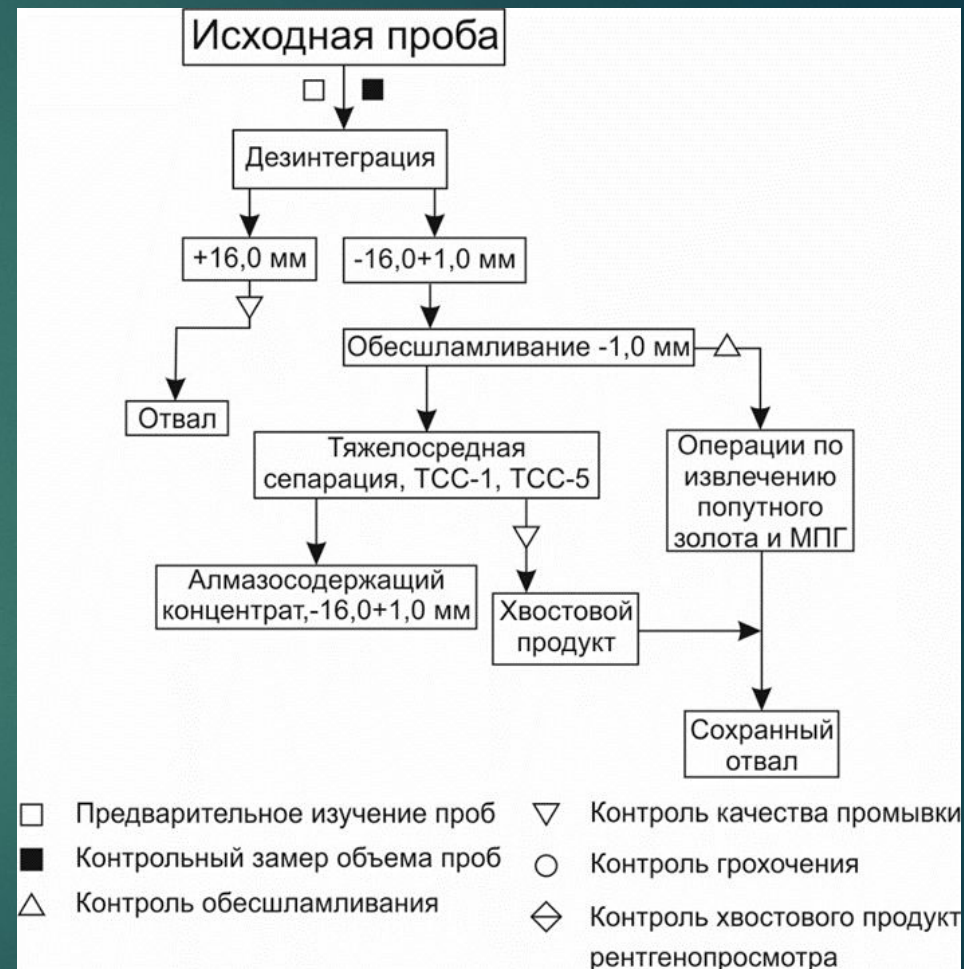 Исходная проба
Дезинтеграция
+16,0 мм
-16,0+1,0 мм
Обесшламливание -1,0 мм
Отвал
Тяжелосредная
сепарация, ТСС-1, ТСС-5
Операции по
извлечению
попутного
золота и МПГ
Алмазосодержащий
концентрат,-16,0+1,0 мм
Хвостовой
продукт
Сохранный
отвал
Предварительное изучение проб
Контрольный замер объема проб
Контроль обесшламливания
Контроль качества промывки
Контроль грохочения
Контроль хвостового продукт
рентгенопросмотра